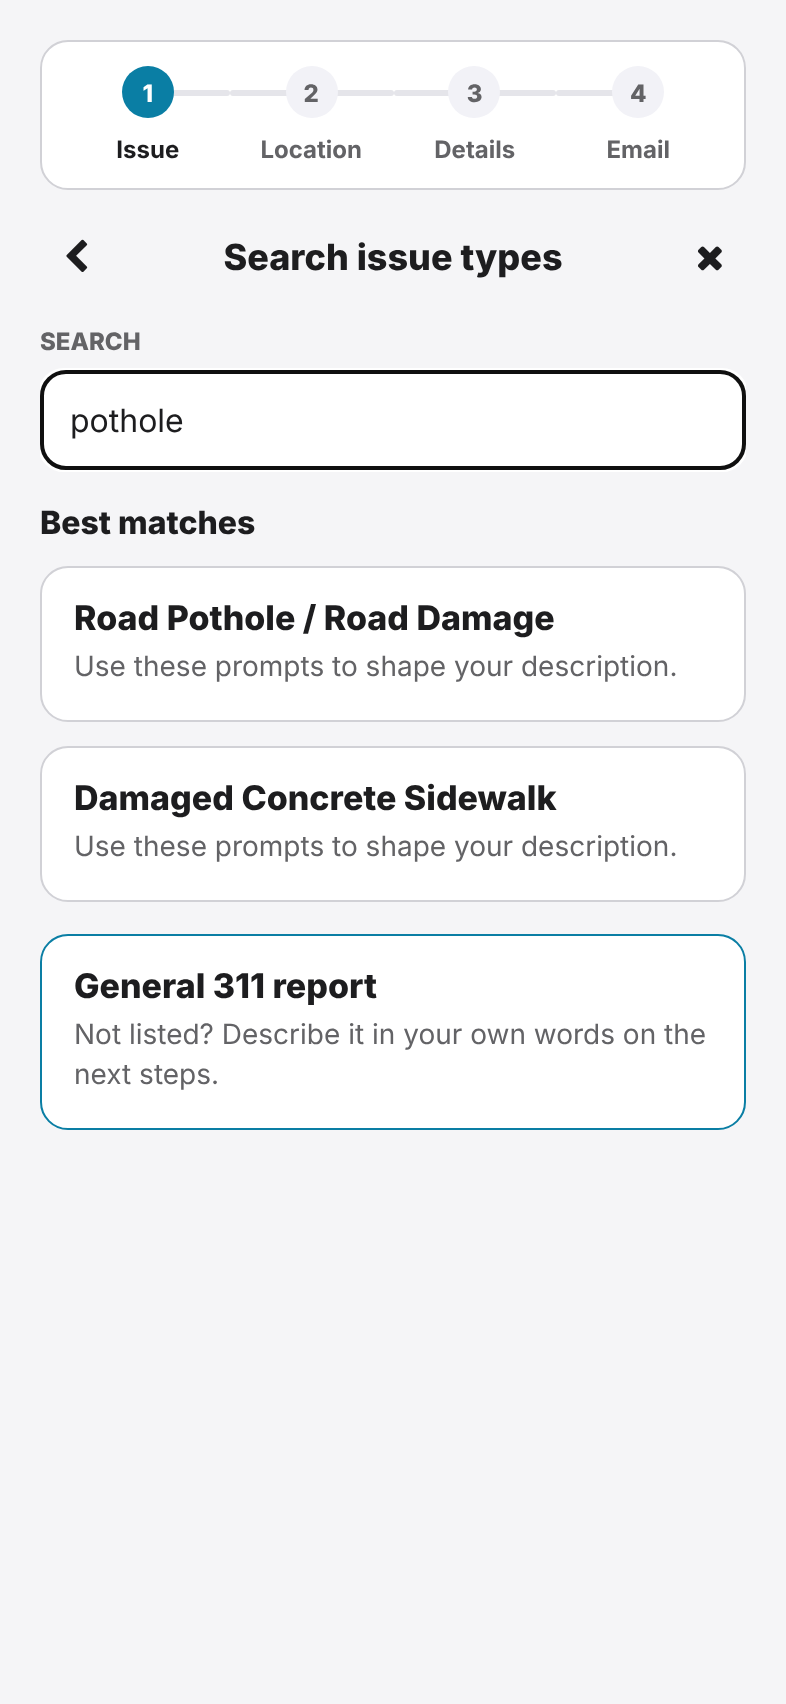 1 2 3 4
Issue Location Details Email
Search issue types
SEARCH
pothole
Best matches
Road Pothole / Road Damage
Use these prompts to shape your description.
Damaged Concrete Sidewalk
Use these prompts to shape your description.
General 311 report
Not listed? Describe it in your own words on the
next steps.